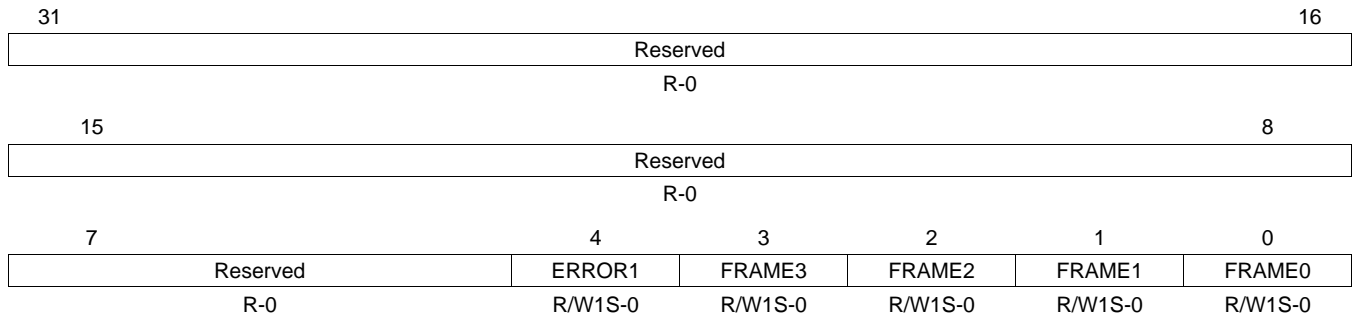 31 16
Reserved
R-0
15 8
Reserved
R-0
7 4 3 2 1 0
Reserved ERROR1 FRAME3 FRAME2 FRAME1 FRAME0
R-0 R/W1S-0 R/W1S-0 R/W1S-0 R/W1S-0 R/W1S-0